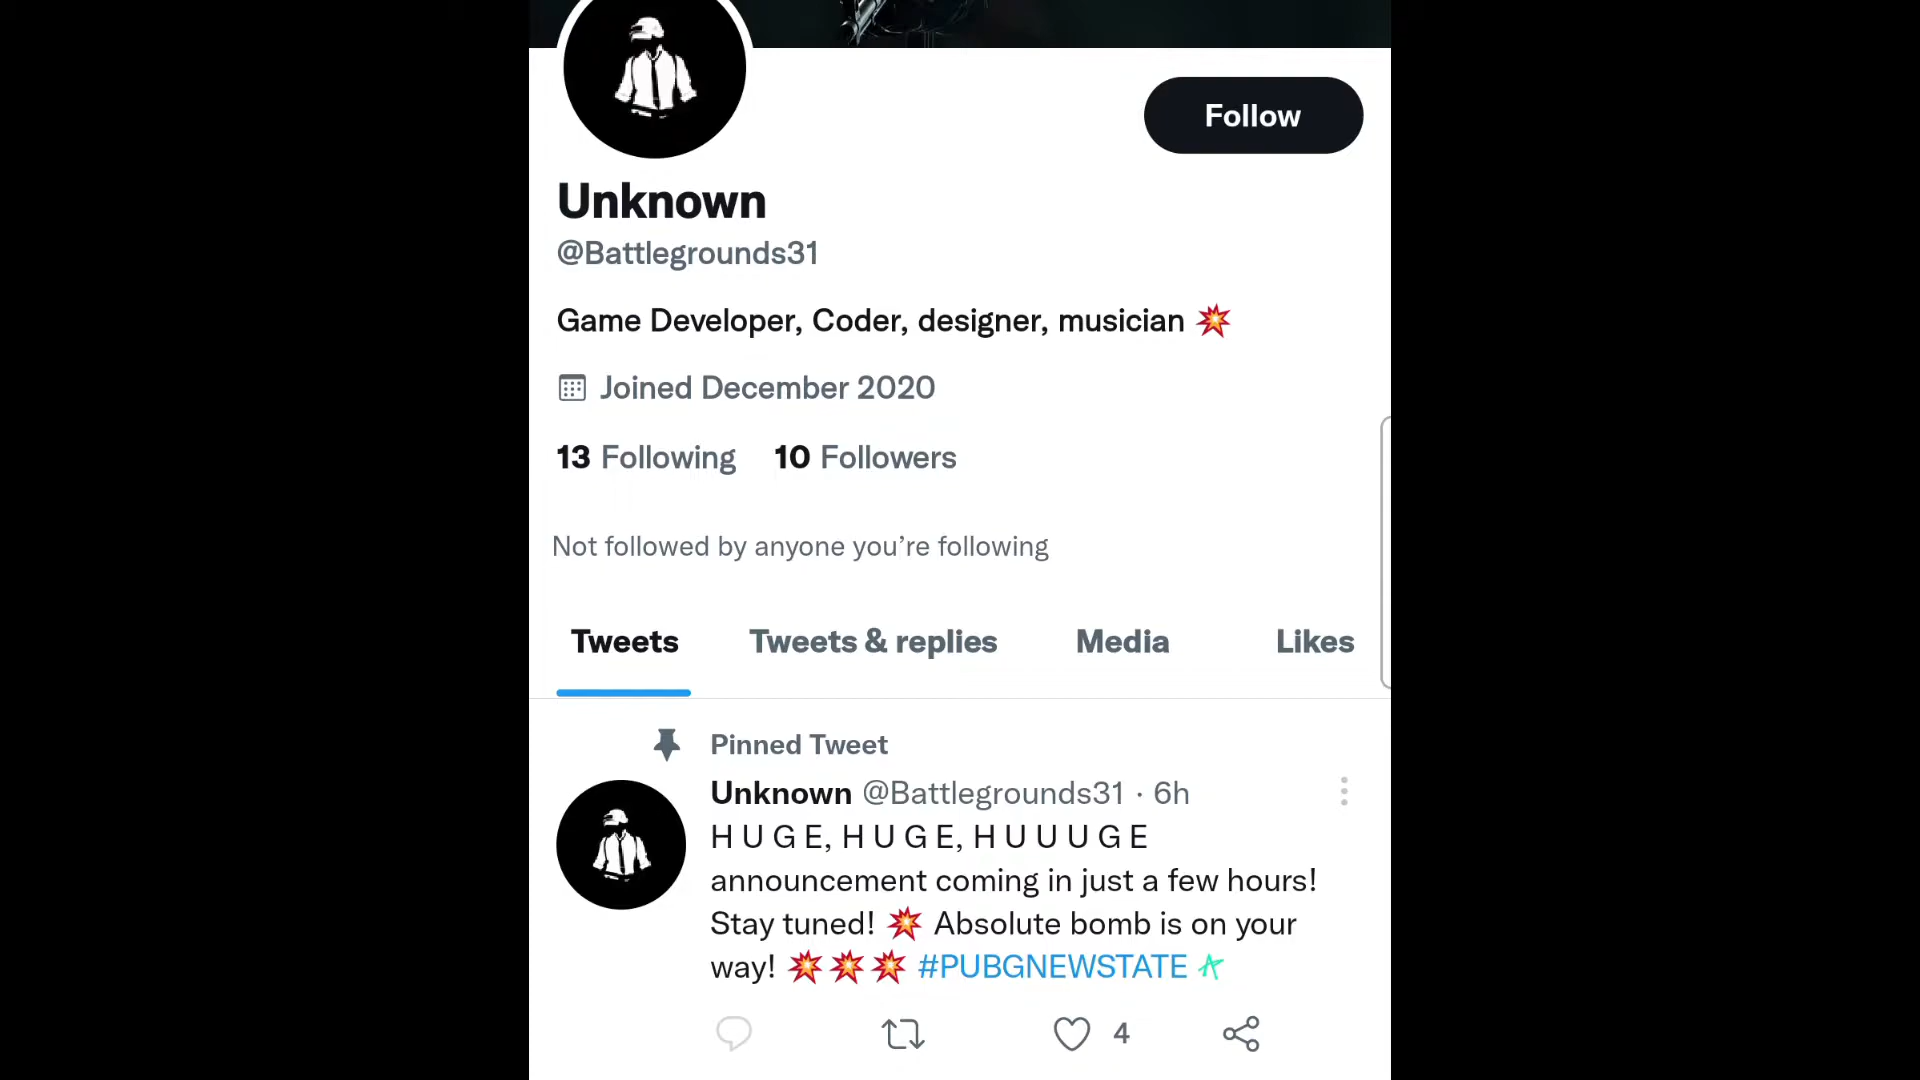 Follow
Unknown
@Battlegrounds31
Game Developer, Coder, designer, musician 💥
Joined December 2020
13 Following 10 Followers
Not followed by anyone you’re following
Tweets Tweets & replies Media Likes
Pinned Tweet
Unknown @Battlegrounds31 · 6h
H U G E, H U G E, H U U U G E
announcement coming in just a few hours!
Stay tuned! 💥 Absolute bomb is on your
way! 💥💥💥 #PUBGNEWSTATE
4